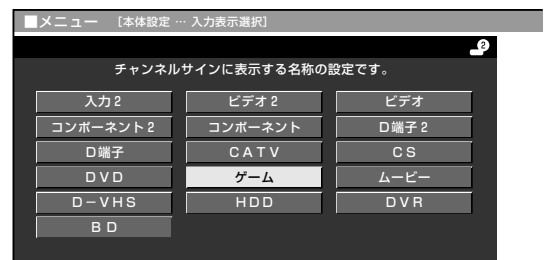 ■メニュー [本体設定 … 入力表示選択]
2
チャンネルサインに表示する名称の設定です。
入力2 ビデオ2 ビデオ
コンポーネント2 コンポーネント D端子2
D端子 CATV CS
DVD ゲーム ムービー
D-VHS HDD DVR
BD